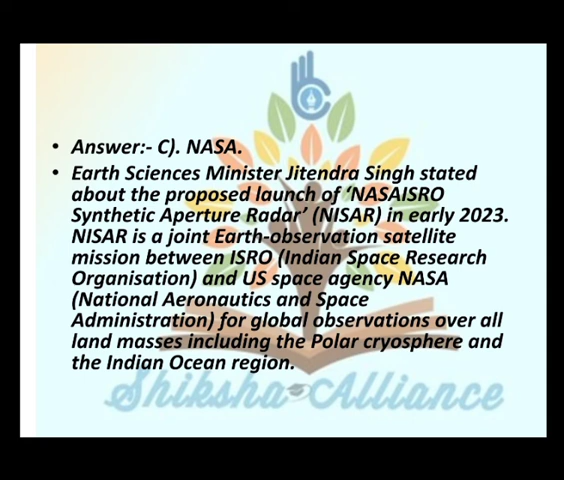 • Answer:- C). NASA.
• Earth Sciences Minister Jitendra Singh stated
about the proposed launch of ‘NASAISRO
Synthetic Aperture Radar’ (NISAR) in early 2023.
NISAR is a joint Earth-observation satellite
mission between ISRO (Indian Space Research
Organisation) and US space agency NASA
(National Aeronautics and Space
Administration) for global observations over all
land masses including the Polar cryosphere and
the Indian Ocean region.
Shiksha Alliance